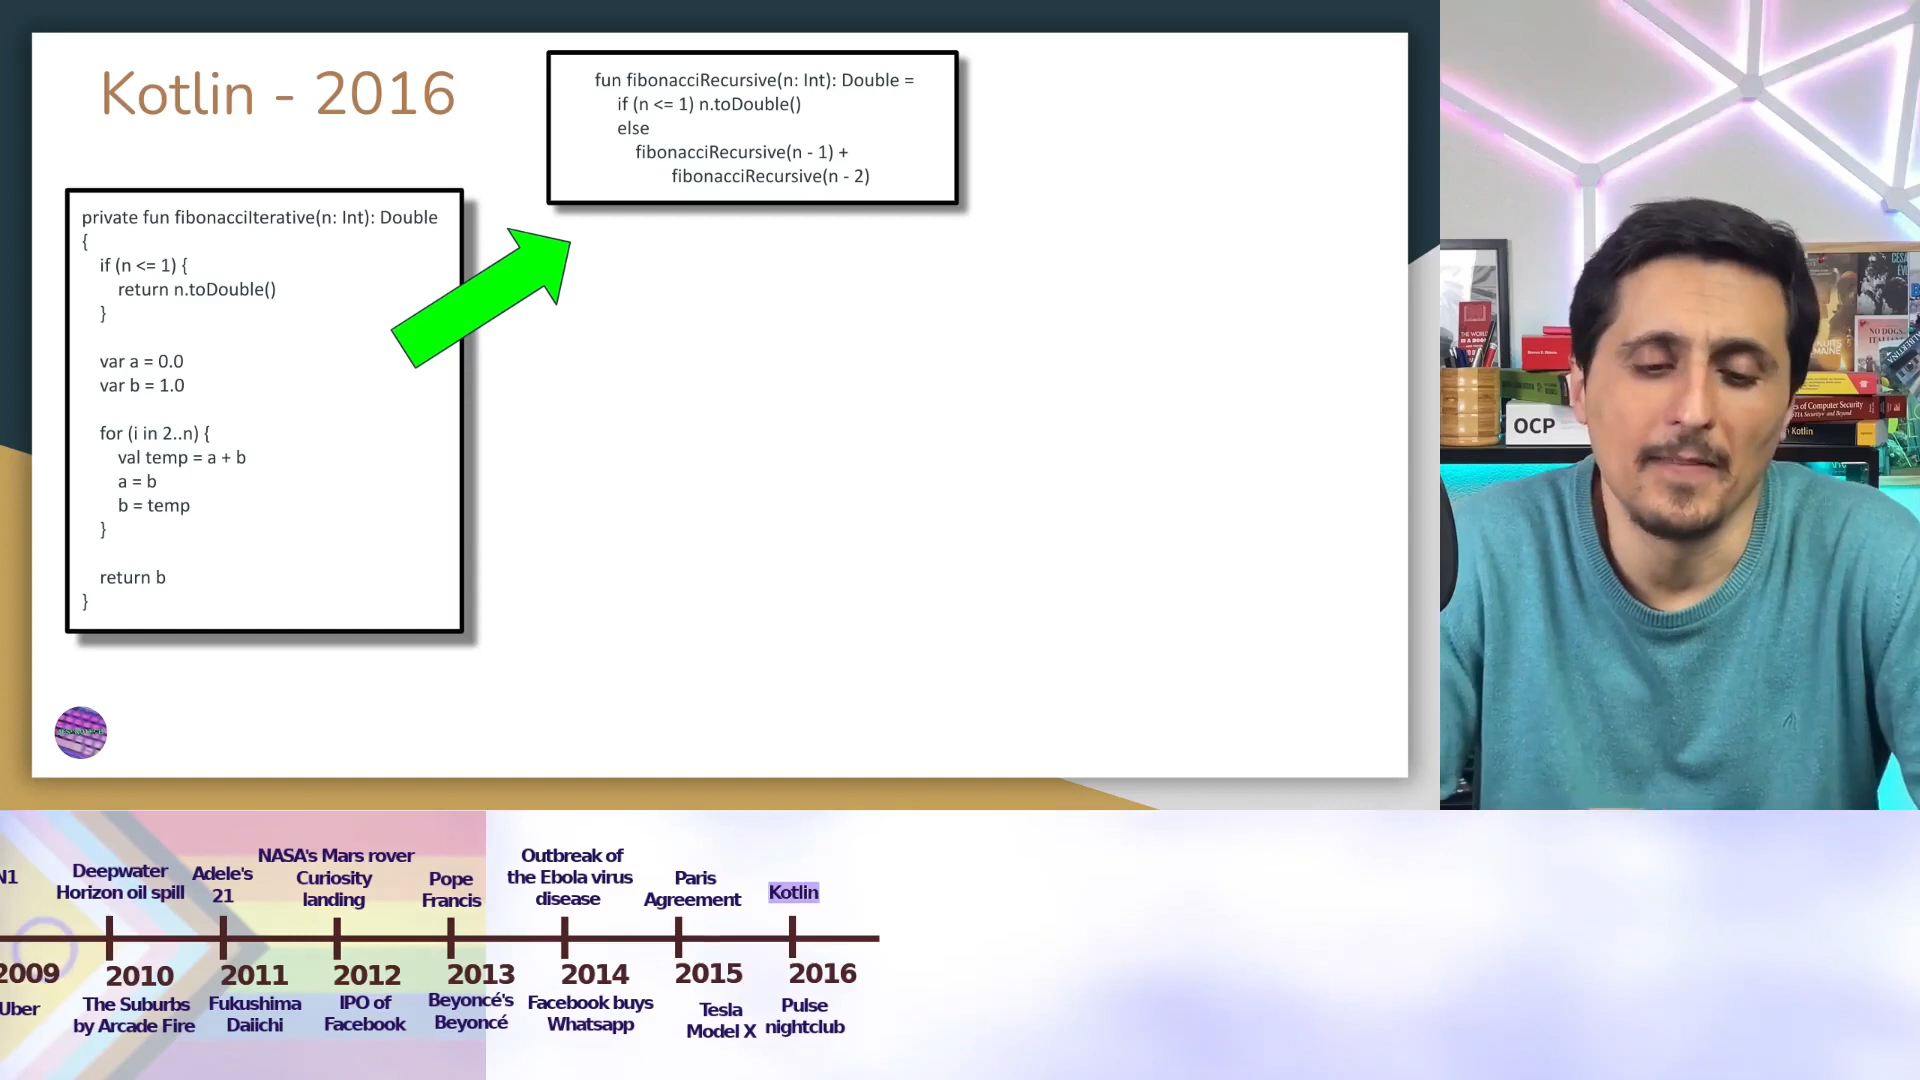 Kotlin - 2016
fun fibonacciRecursive(n: Int): Double =
if (n <= 1) n.toDouble()
else
fibonacciRecursive(n - 1) +
fibonacciRecursive(n - 2)
private fun fibonacciIterative(n: Int): Double
{
if (n <= 1) {
return n.toDouble()
}
var a = 0.0
var b = 1.0
for (i in 2..n) {
val temp = a + b
a = b
b = temp
}
return b
}
OCP
of Computer Security
Kotlin
N1
Deepwater
Horizon oil spill
Adele's
21
NASA's Mars rover
Curiosity
landing
Pope
Francis
Outbreak of
the Ebola virus
disease
Paris
Agreement
Kotlin
2009
2010
2011
2012
2013
2014
2015
2016
Uber
The Suburbs
by Arcade Fire
Fukushima
Daiichi
IPO of
Facebook
Beyoncé's
Beyoncé
Facebook buys
Whatsapp
Tesla
Model X
Pulse
nightclub